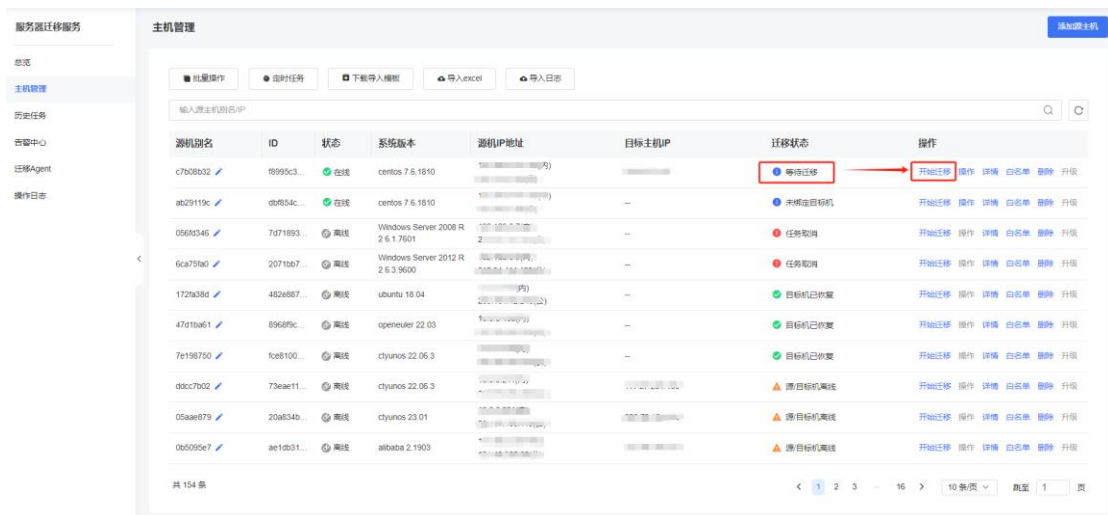 服务器迁移服务
主机管理
添加源主机
总览
主机管理
历史任务
告警中心
迁移Agent
操作日志
批量操作 定时任务 下载导入模板 导入excel 导入日志
输入源主机别名/IP
源机别名 ID 状态 系统版本 源机IP地址 目标主机IP 迁移状态 操作
c7b08b32 f8995c3... 在线 centos 7.6.1810 内) 等待迁移 开始迁移 操作 详情 白名单 删除 升级
ab29119c dbf854c... 在线 centos 7.6.1810 -- 未绑定目标机 开始迁移 操作 详情 白名单 删除 升级
056fd346 7d71893... 离线 Windows Server 2008 R
2 6.1.7601 -- 任务取消 开始迁移 操作 详情 白名单 删除 升级
6ca75fa0 2071bb7... 离线 Windows Server 2012 R
2 6.3.9600 -- 任务取消 开始迁移 操作 详情 白名单 删除 升级
172fa38d 482e887... 离线 ubuntu 18.04 内) -- 目标机已恢复 开始迁移 操作 详情 白名单 删除 升级
47d1ba61 8968f9c... 离线 openeuler 22.03 -- 目标机已恢复 开始迁移 操作 详情 白名单 删除 升级
7e198750 fce8100... 离线 ctyunos 22.06.3 -- 目标机已恢复 开始迁移 操作 详情 白名单 删除 升级
ddcc7b02 73eae11... 离线 ctyunos 22.06.3 源/目标机离线 开始迁移 操作 详情 白名单 删除 升级
05aae879 20a834b... 离线 ctyunos 23.01 源/目标机离线 开始迁移 操作 详情 白名单 删除 升级
0b5095e7 ae1db31... 离线 alibaba 2.1903 源/目标机离线 开始迁移 操作 详情 白名单 删除 升级
共 154 条 < 1 2 3 ... 16 > 10 条/页 跳至 1 页